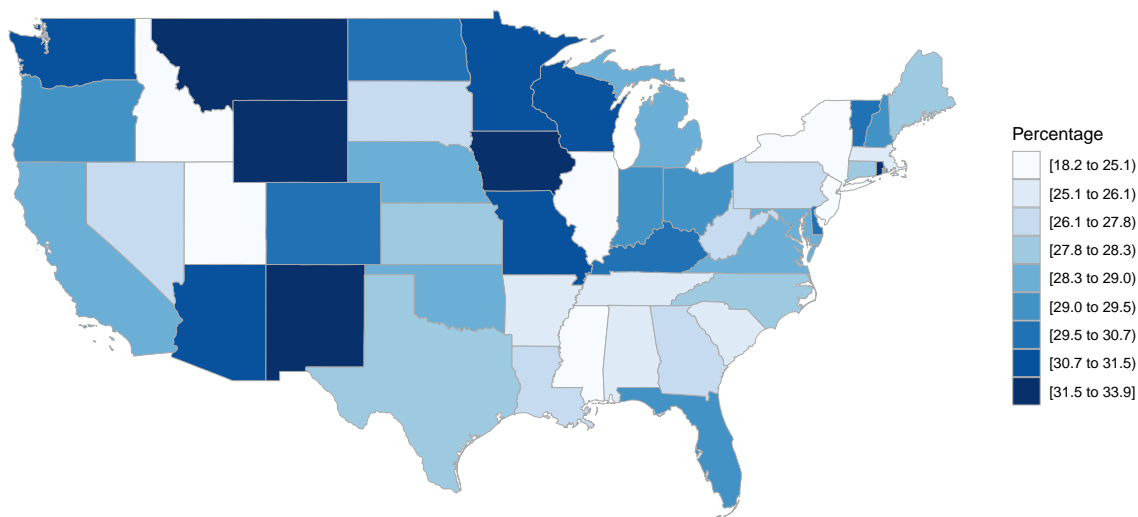 Percentage
[18.2 to 25.1)
[25.1 to 26.1)
[26.1 to 27.8)
[27.8 to 28.3)
[28.3 to 29.0)
[29.0 to 29.5)
[29.5 to 30.7)
[30.7 to 31.5)
[31.5 to 33.9]